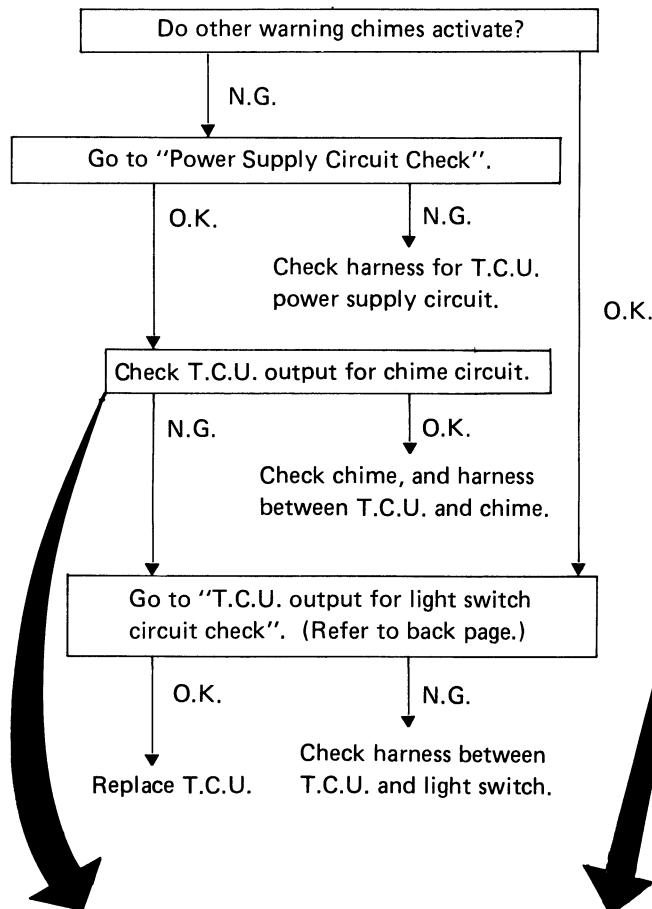 Do other warning chimes activate?
N.G.
Go to "Power Supply Circuit Check".
O.K.
N.G.
Check harness for T.C.U.
power supply circuit.
O.K.
Check T.C.U. output for chime circuit.
N.G.
O.K.
Check chime, and harness
between T.C.U. and chime.
Go to "T.C.U. output for light switch
circuit check". (Refer to back page.)
O.K.
N.G.
Check harness between
T.C.U. and light switch.
Replace T.C.U.